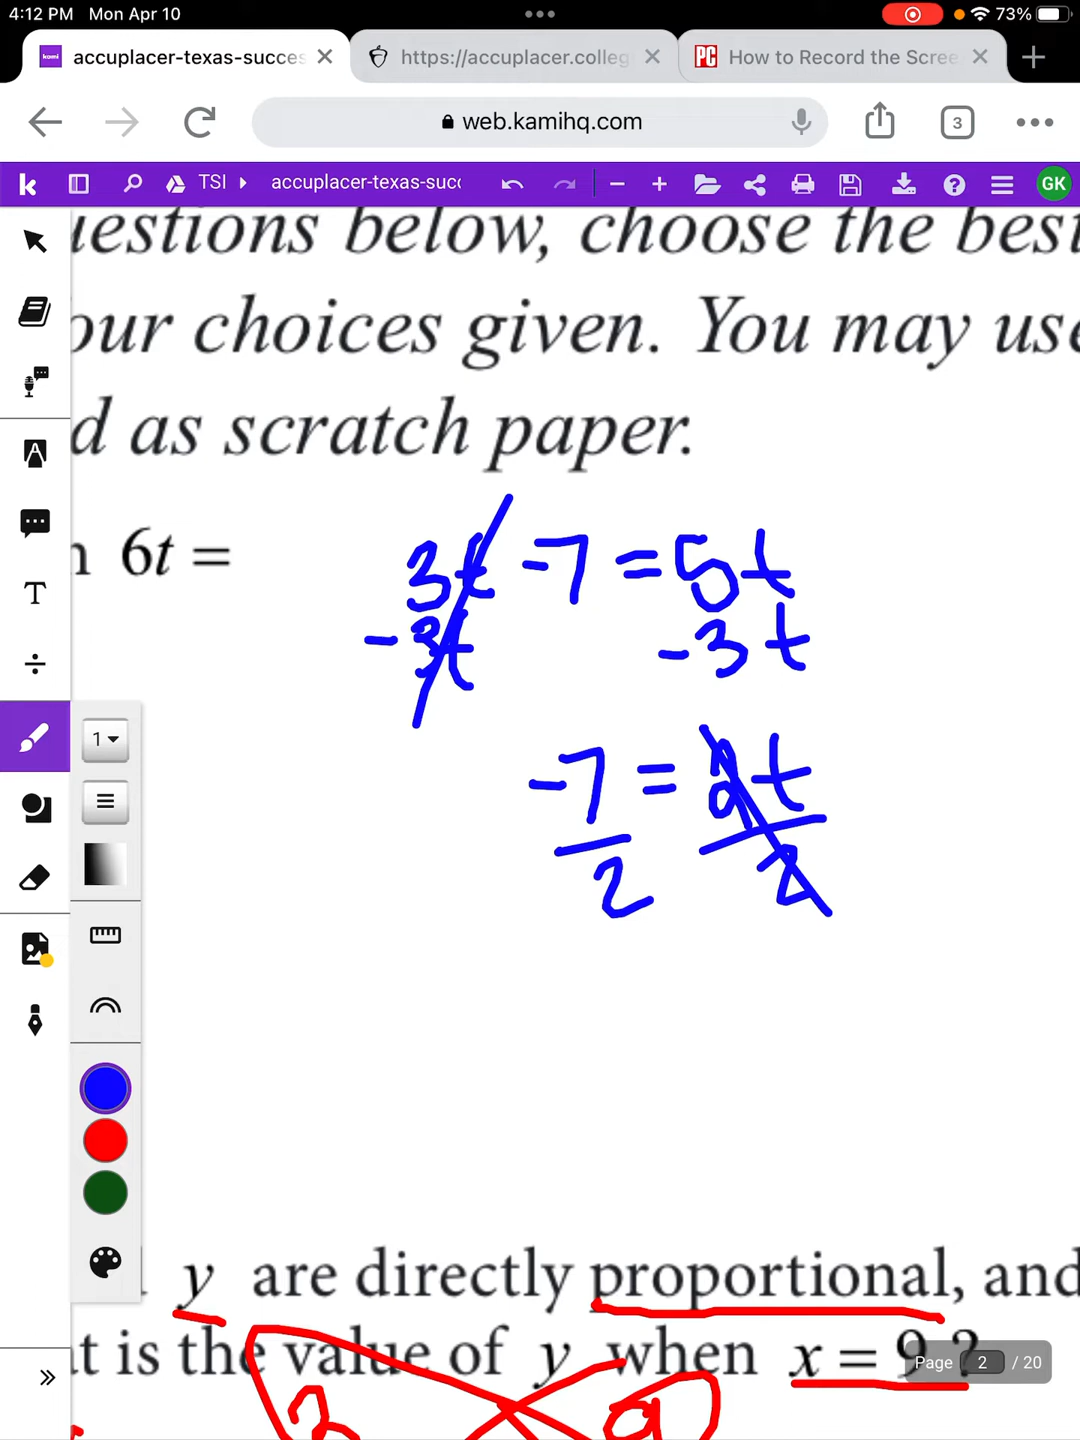 4:12 PM Mon Apr 10 73%
accuplacer-texas-succes https://accuplacer.colleg How to Record the Scree
web.kamihq.com 3
k TSI accuplacer-texas-succ GK
uestions below, choose the best
our choices given. You may use
d as scratch paper.
n 6t =
3t -7 = 5t
-3t -3t
-7 = 2t
2 2
T
1
y are directly proportional, and
at is the value of y when x = 9 ?
Page 2 / 20